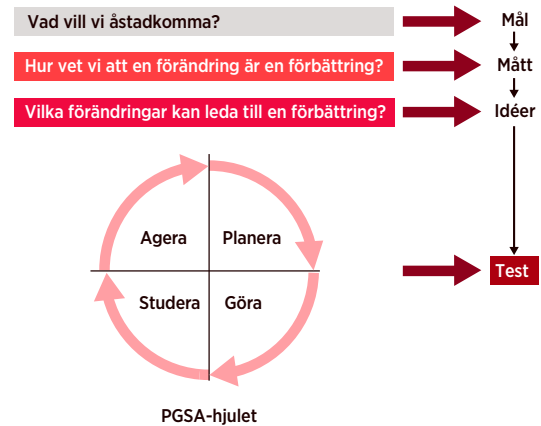 Vad vill vi åstadkomma?
Mål
Hur vet vi att en förändring är en förbättring?
Mått
Vilka förändringar kan leda till en förbättring?
Idéer
Agera
Planera
Test
Studera
Göra
PGSA-hjulet